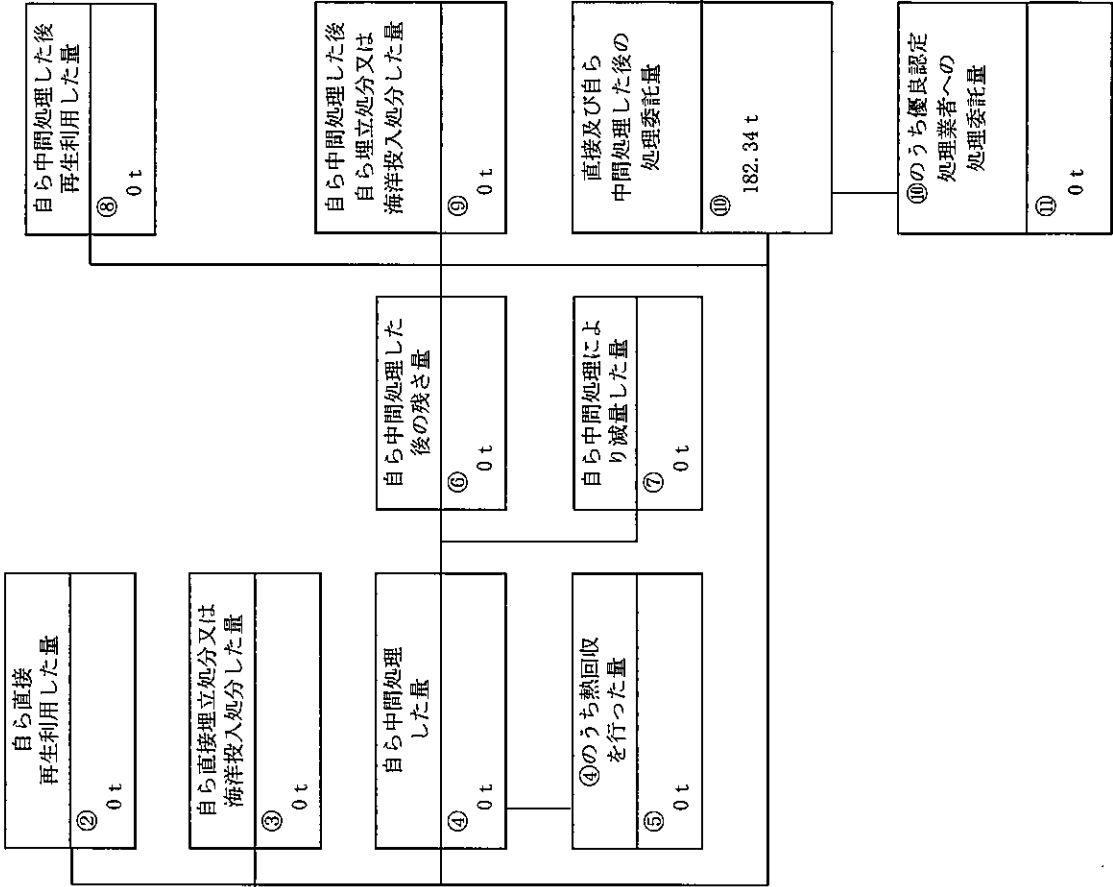 自ら直接
再生利用した量
②
0 t
自ら直接埋立処分又は
海洋投入処分した量
③
0 t
自ら中間処理
した量
④
0 t
④のうち熱回収
を行った量
⑤
0 t
自ら中間処理した
後の残さ量
⑥
0 t
自ら中間処理によ
り減量した量
⑦
0 t
自ら中間処理した後
再生利用した量
⑧
0 t
自ら中間処理した後
自ら埋立処分又は
海洋投入処分した量
⑨
0 t
直接及び自ら
中間処理した後の
処理委託量
⑩
182.34 t
⑩のうち優良認定
処理業者への
処理委託量
⑪
0 t